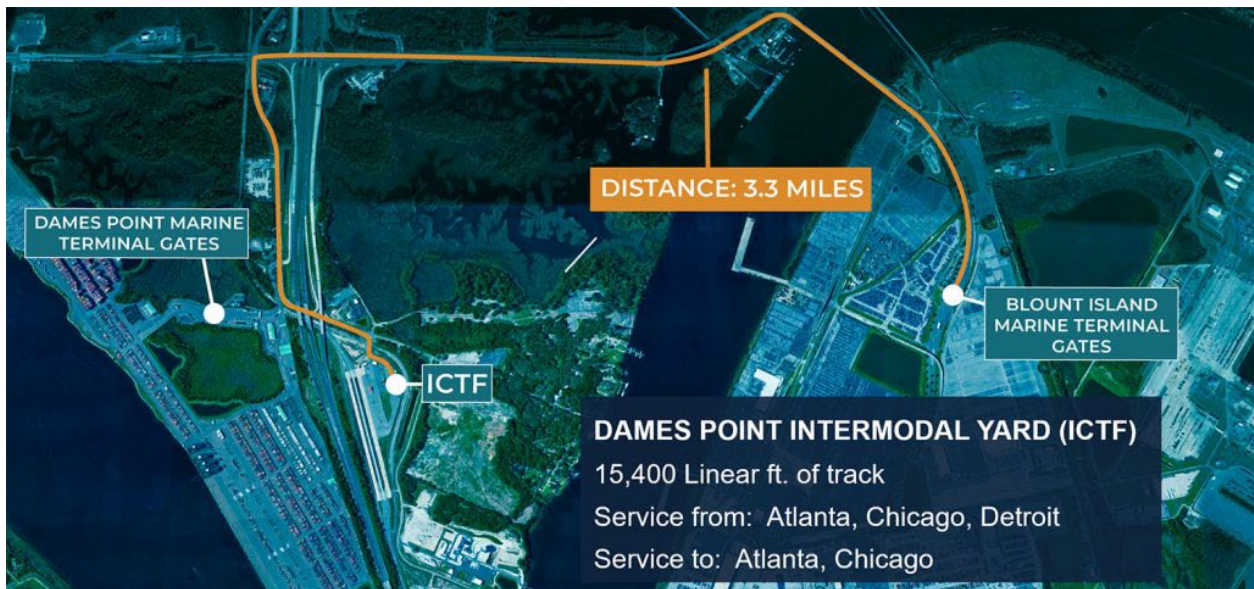 DISTANCE: 3.3 MILES
DAMES POINT MARINE
TERMINAL GATES
BLOUNT ISLAND
MARINE TERMINAL
GATES
ICTF
DAMES POINT INTERMODAL YARD (ICTF)
15,400 Linear ft. of track
Service from:  Atlanta, Chicago, Detroit
Service to:  Atlanta, Chicago